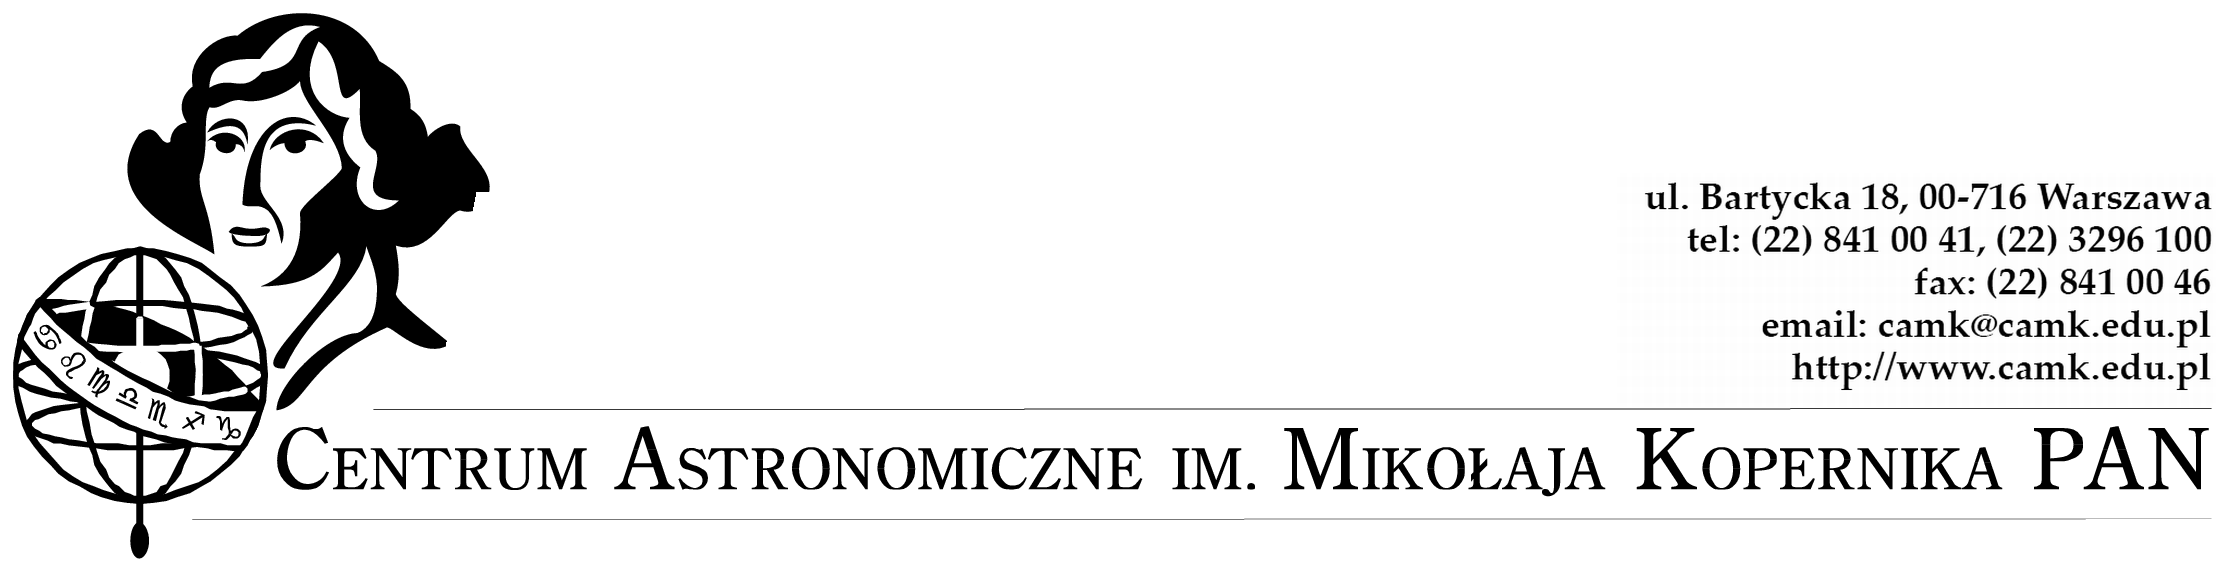 ul. Bartycka 18, 00-716 Warszawa
tel: (22) 841 00 41, (22) 3296 100
fax: (22) 841 00 46
email: camk@camk.edu.pl
http://www.camk.edu.pl
♋ ♌ ♍ ♎ ♏ ♐ ♑
CENTRUM ASTRONOMICZNE IM. MIKOŁAJA KOPERNIKA PAN